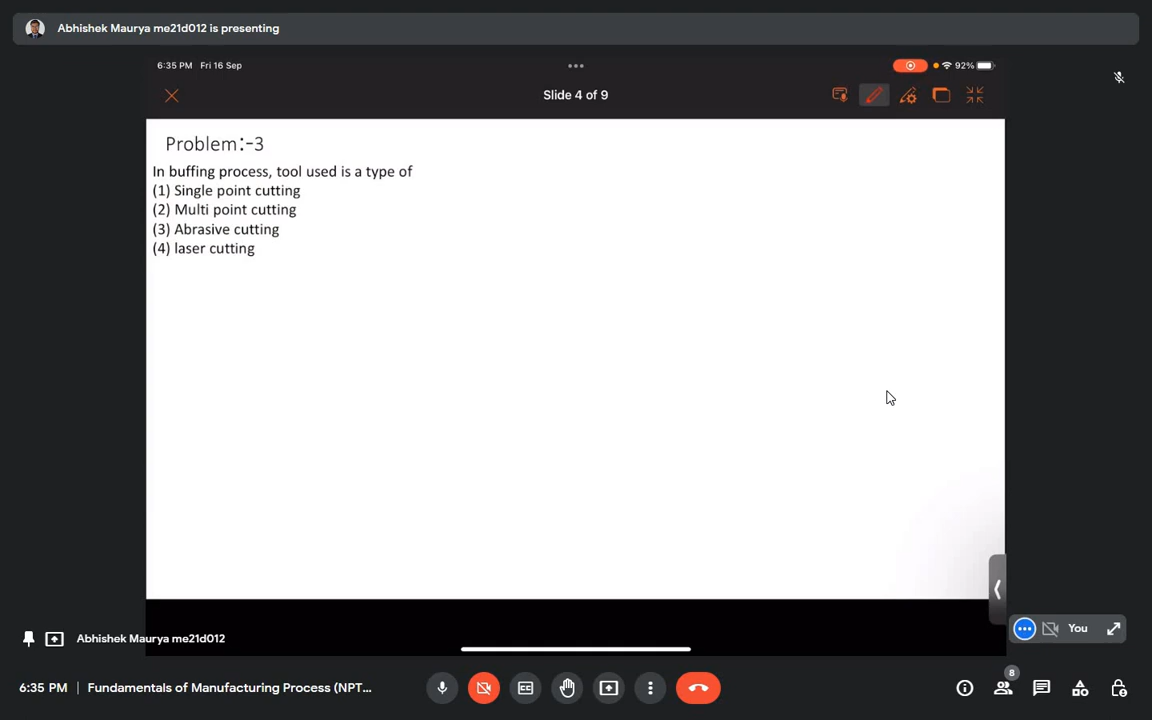 Abhishek Maurya me21d012 is presenting
6:35 PM Fri 16 Sep
92%
Slide 4 of 9
Problem:-3
In buffing process, tool used is a type of
(1) Single point cutting
(2) Multi point cutting
(3) Abrasive cutting
(4) laser cutting
Abhishek Maurya me21d012
You
6:35 PM | Fundamentals of Manufacturing Process (NPT...
8